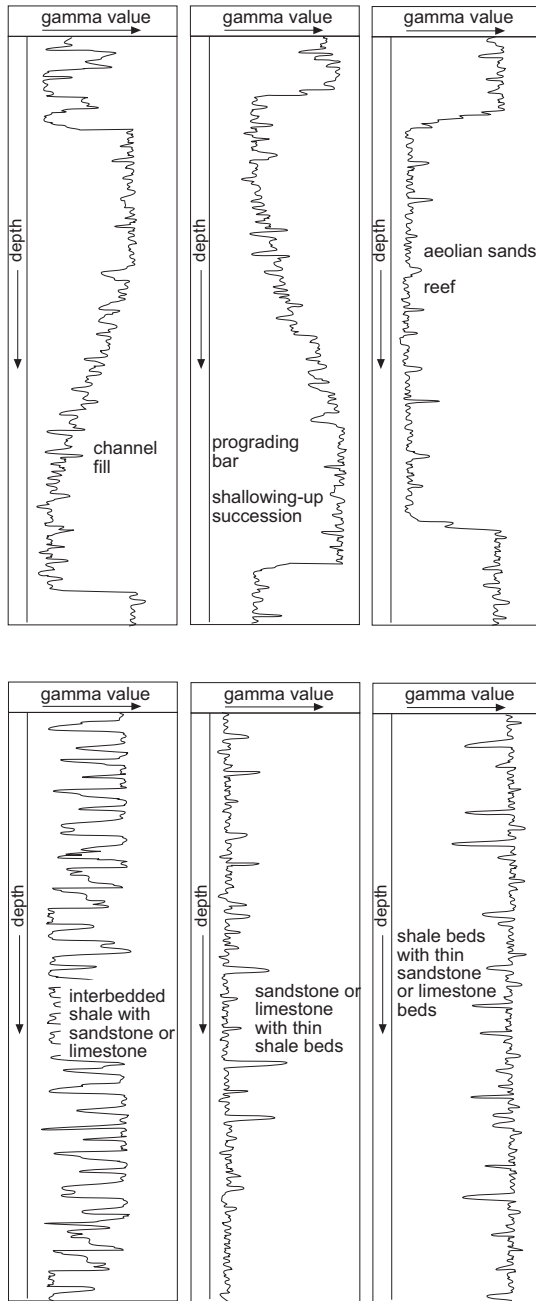 gamma value
depth
channel
fill
gamma value
depth
prograding
bar
shallowing-up
succession
gamma value
depth
aeolian sands
reef
gamma value
depth
interbedded
shale with
sandstone or
limestone
gamma value
depth
sandstone or
limestone
with thin
shale beds
gamma value
depth
shale beds
with thin
sandstone
or limestone
beds